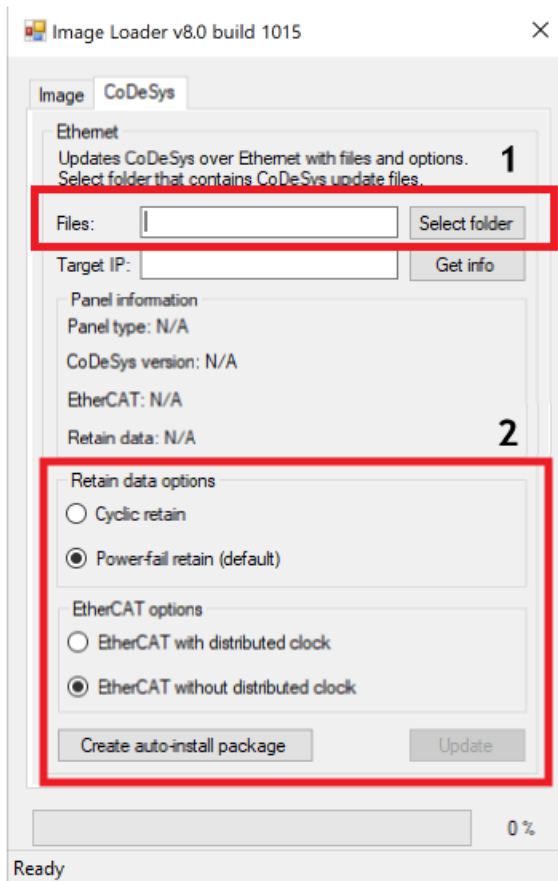 Image Loader v8.0 build 1015
Image CoDeSys
Ethernet
Updates CoDeSys over Ethernet with files and options. 1
Select folder that contains CoDeSys update files.
Files: Select folder
Target IP: Get info
Panel information
Panel type: N/A
CoDeSys version: N/A
EtherCAT: N/A
Retain data: N/A 2
Retain data options
Cyclic retain
Power-fail retain (default)
EtherCAT options
EtherCAT with distributed clock
EtherCAT without distributed clock
Create auto-install package Update
0 %
Ready